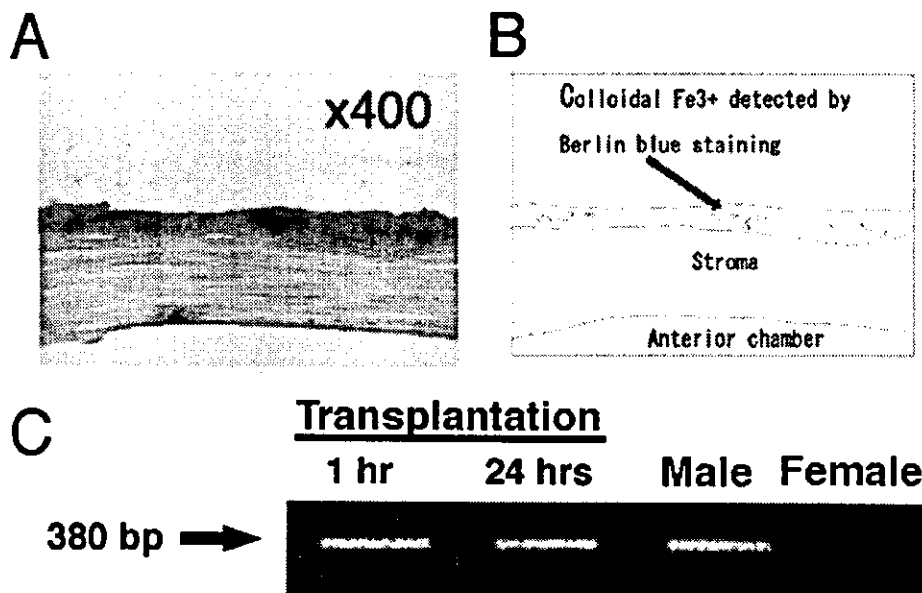 A
x400
B
Colloidal Fe3+ detected by
Berlin blue staining
Stroma
Anterior chamber
C
Transplantation
1 hr 24 hrs Male Female
380 bp